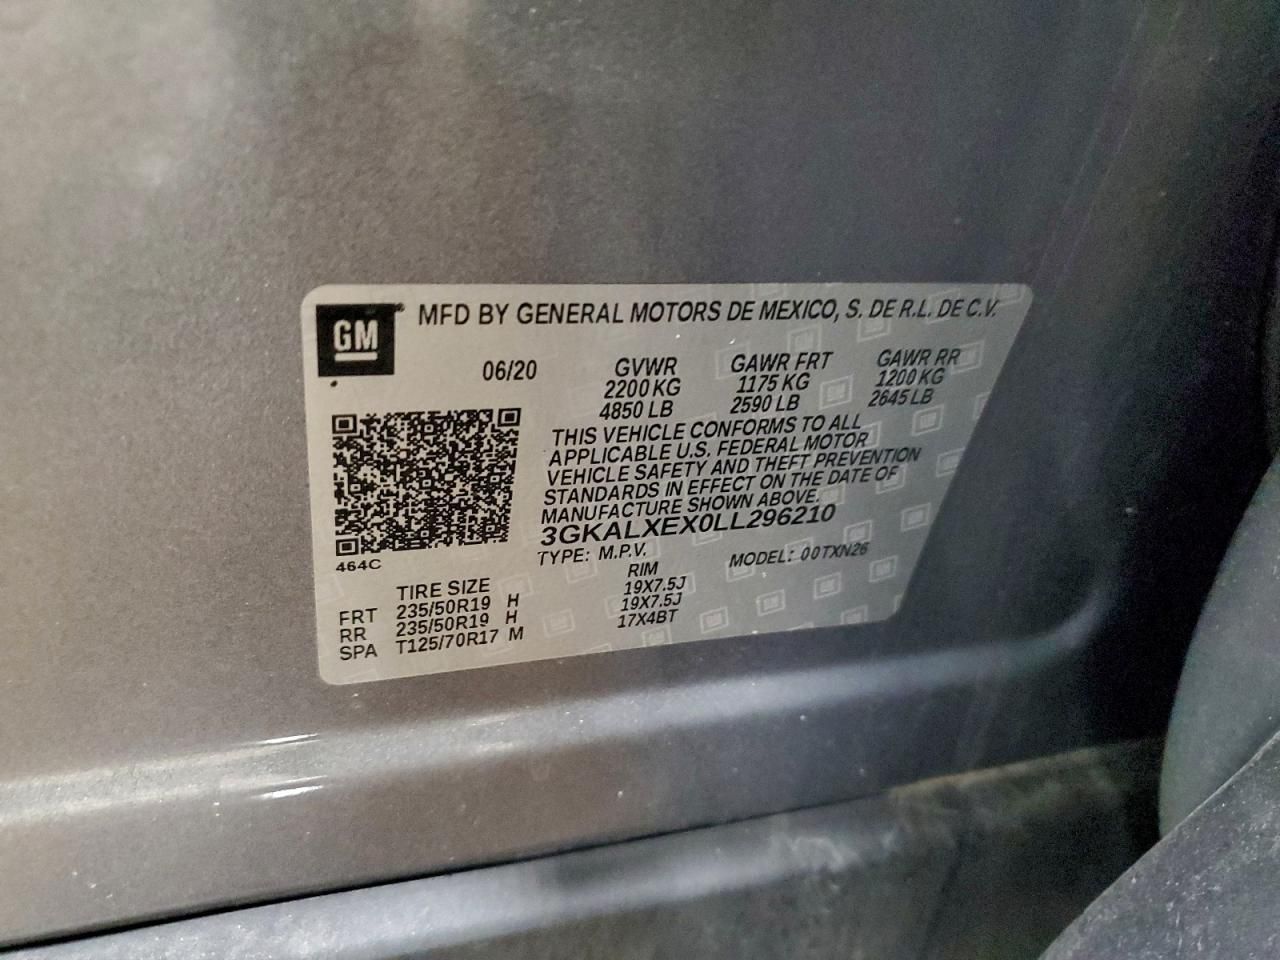 GM
MFD BY GENERAL MOTORS DE MEXICO, S. DE R.L. DE C.V.
06/20 GVWR GAWR FRT GAWR RR
2200 KG 1175 KG 1200 KG
4850 LB 2590 LB 2645 LB
THIS VEHICLE CONFORMS TO ALL
APPLICABLE U.S. FEDERAL MOTOR
VEHICLE SAFETY AND THEFT PREVENTION
STANDARDS IN EFFECT ON THE DATE OF
MANUFACTURE SHOWN ABOVE.
3GKALXEX0LL296210
TYPE: M.P.V. MODEL: 00TXN26
464C
TIRE SIZE RIM
FRT 235/50R19 H 19X7.5J
RR 235/50R19 H 19X7.5J
SPA T125/70R17 M 17X4BT